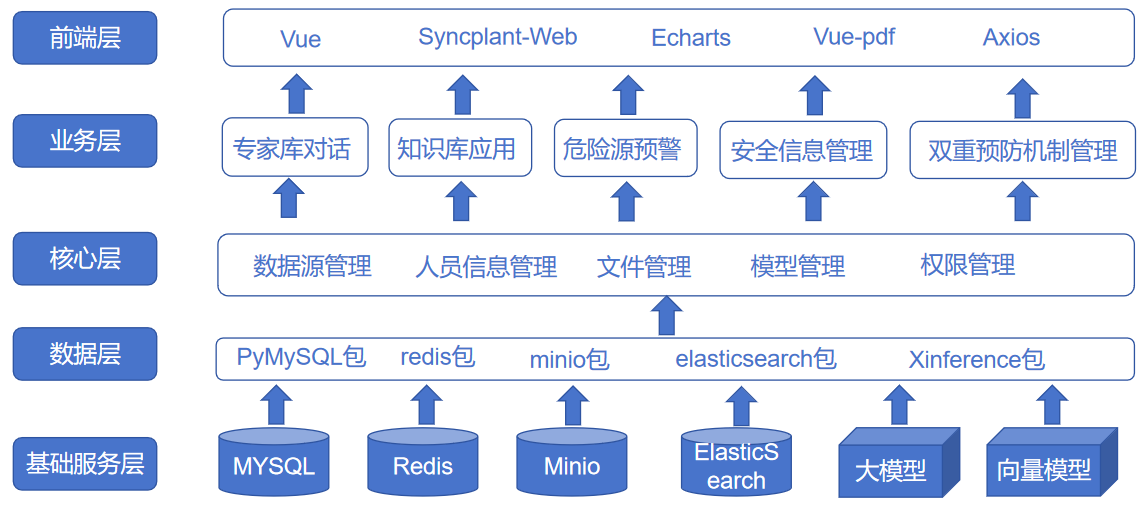 前端层
Vue Syncplant-Web Echarts Vue-pdf Axios
业务层
专家库对话 知识库应用 危险源预警 安全信息管理 双重预防机制管理
核心层
数据源管理 人员信息管理 文件管理 模型管理 权限管理
数据层
PyMySQL包 redis包 minio包 elasticsearch包 Xinference包
基础服务层
MYSQL Redis Minio
ElasticS
earch
大模型 向量模型